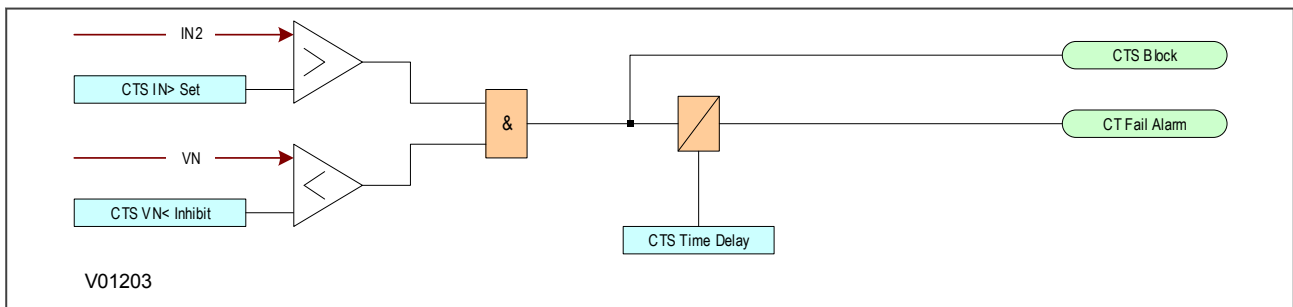 IN2
CTS IN> Set
CTS Block
&
CT Fail Alarm
VN
CTS VN< Inhibit
CTS Time Delay
V01203